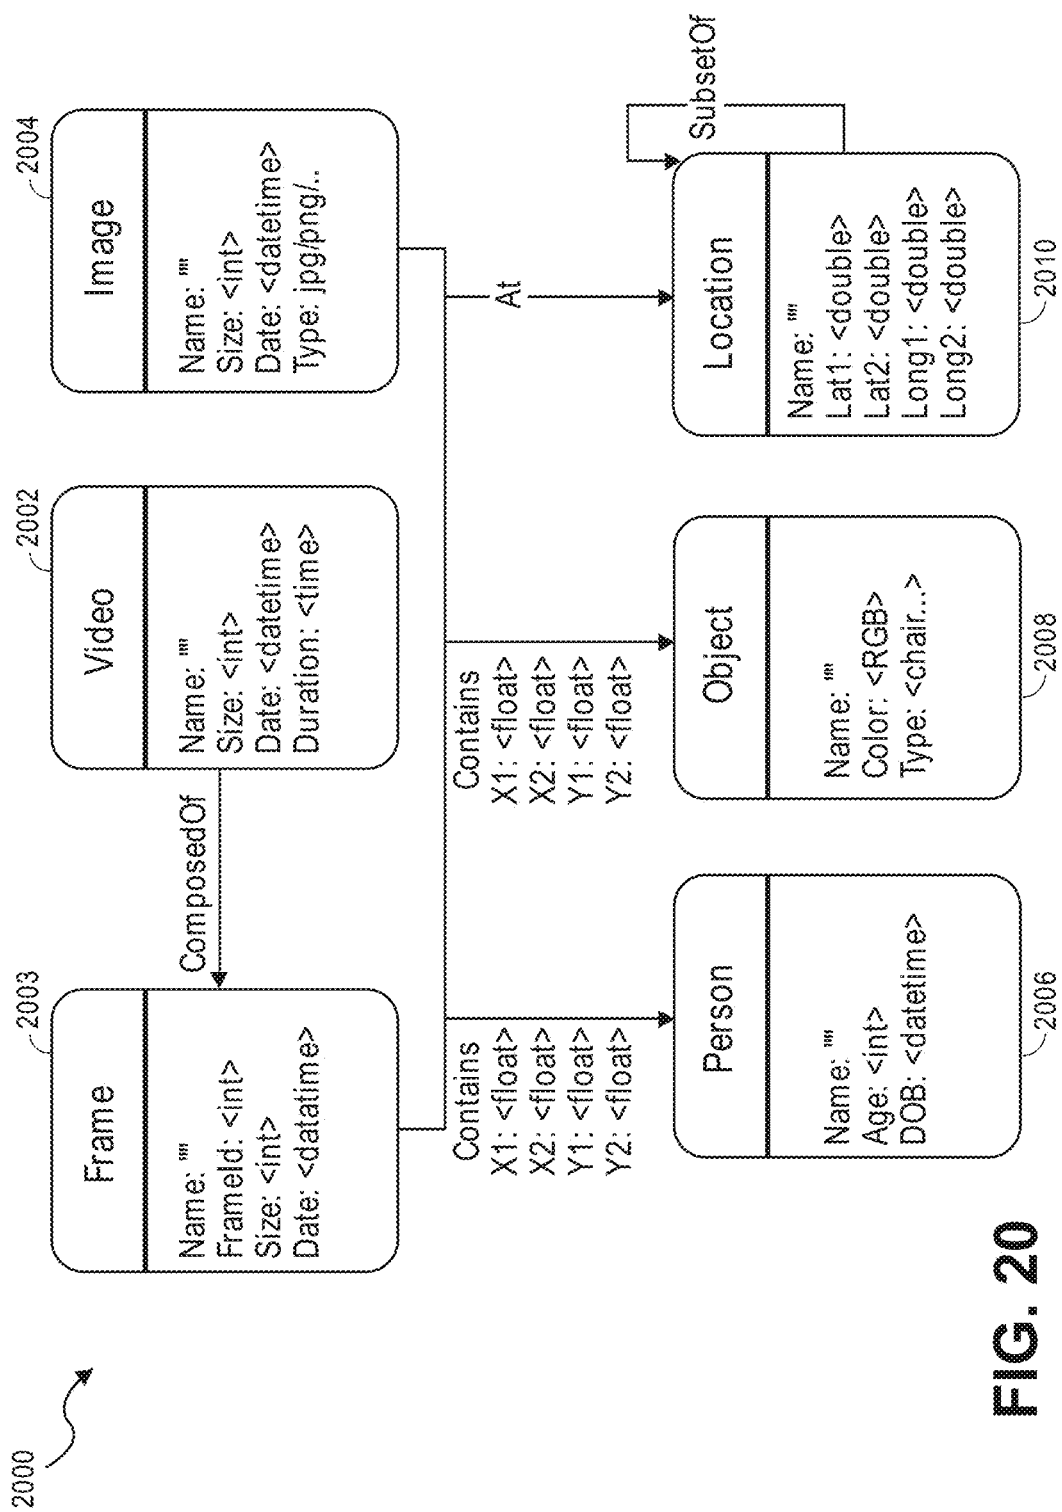 2000
2003
Frame
Name: ""
FrameId: <int>
Size: <int>
Date: <datatime>
ComposedOf
2002
Video
Name: ""
Size: <int>
Date: <datetime>
Duration: <time>
2004
Image
Name: ""
Size: <int>
Date: <datetime>
Type: jpg/png/..
Contains
X1: <float>
X2: <float>
Y1: <float>
Y2: <float>
Contains
X1: <float>
X2: <float>
Y1: <float>
Y2: <float>
At
SubsetOf
Person
Name: ""
Age: <int>
DOB: <datetime>
2006
Object
Name: ""
Color: <RGB>
Type: <chair...>
2008
Location
Name: ""
Lat1: <double>
Lat2: <double>
Long1: <double>
Long2: <double>
2010
FIG. 20